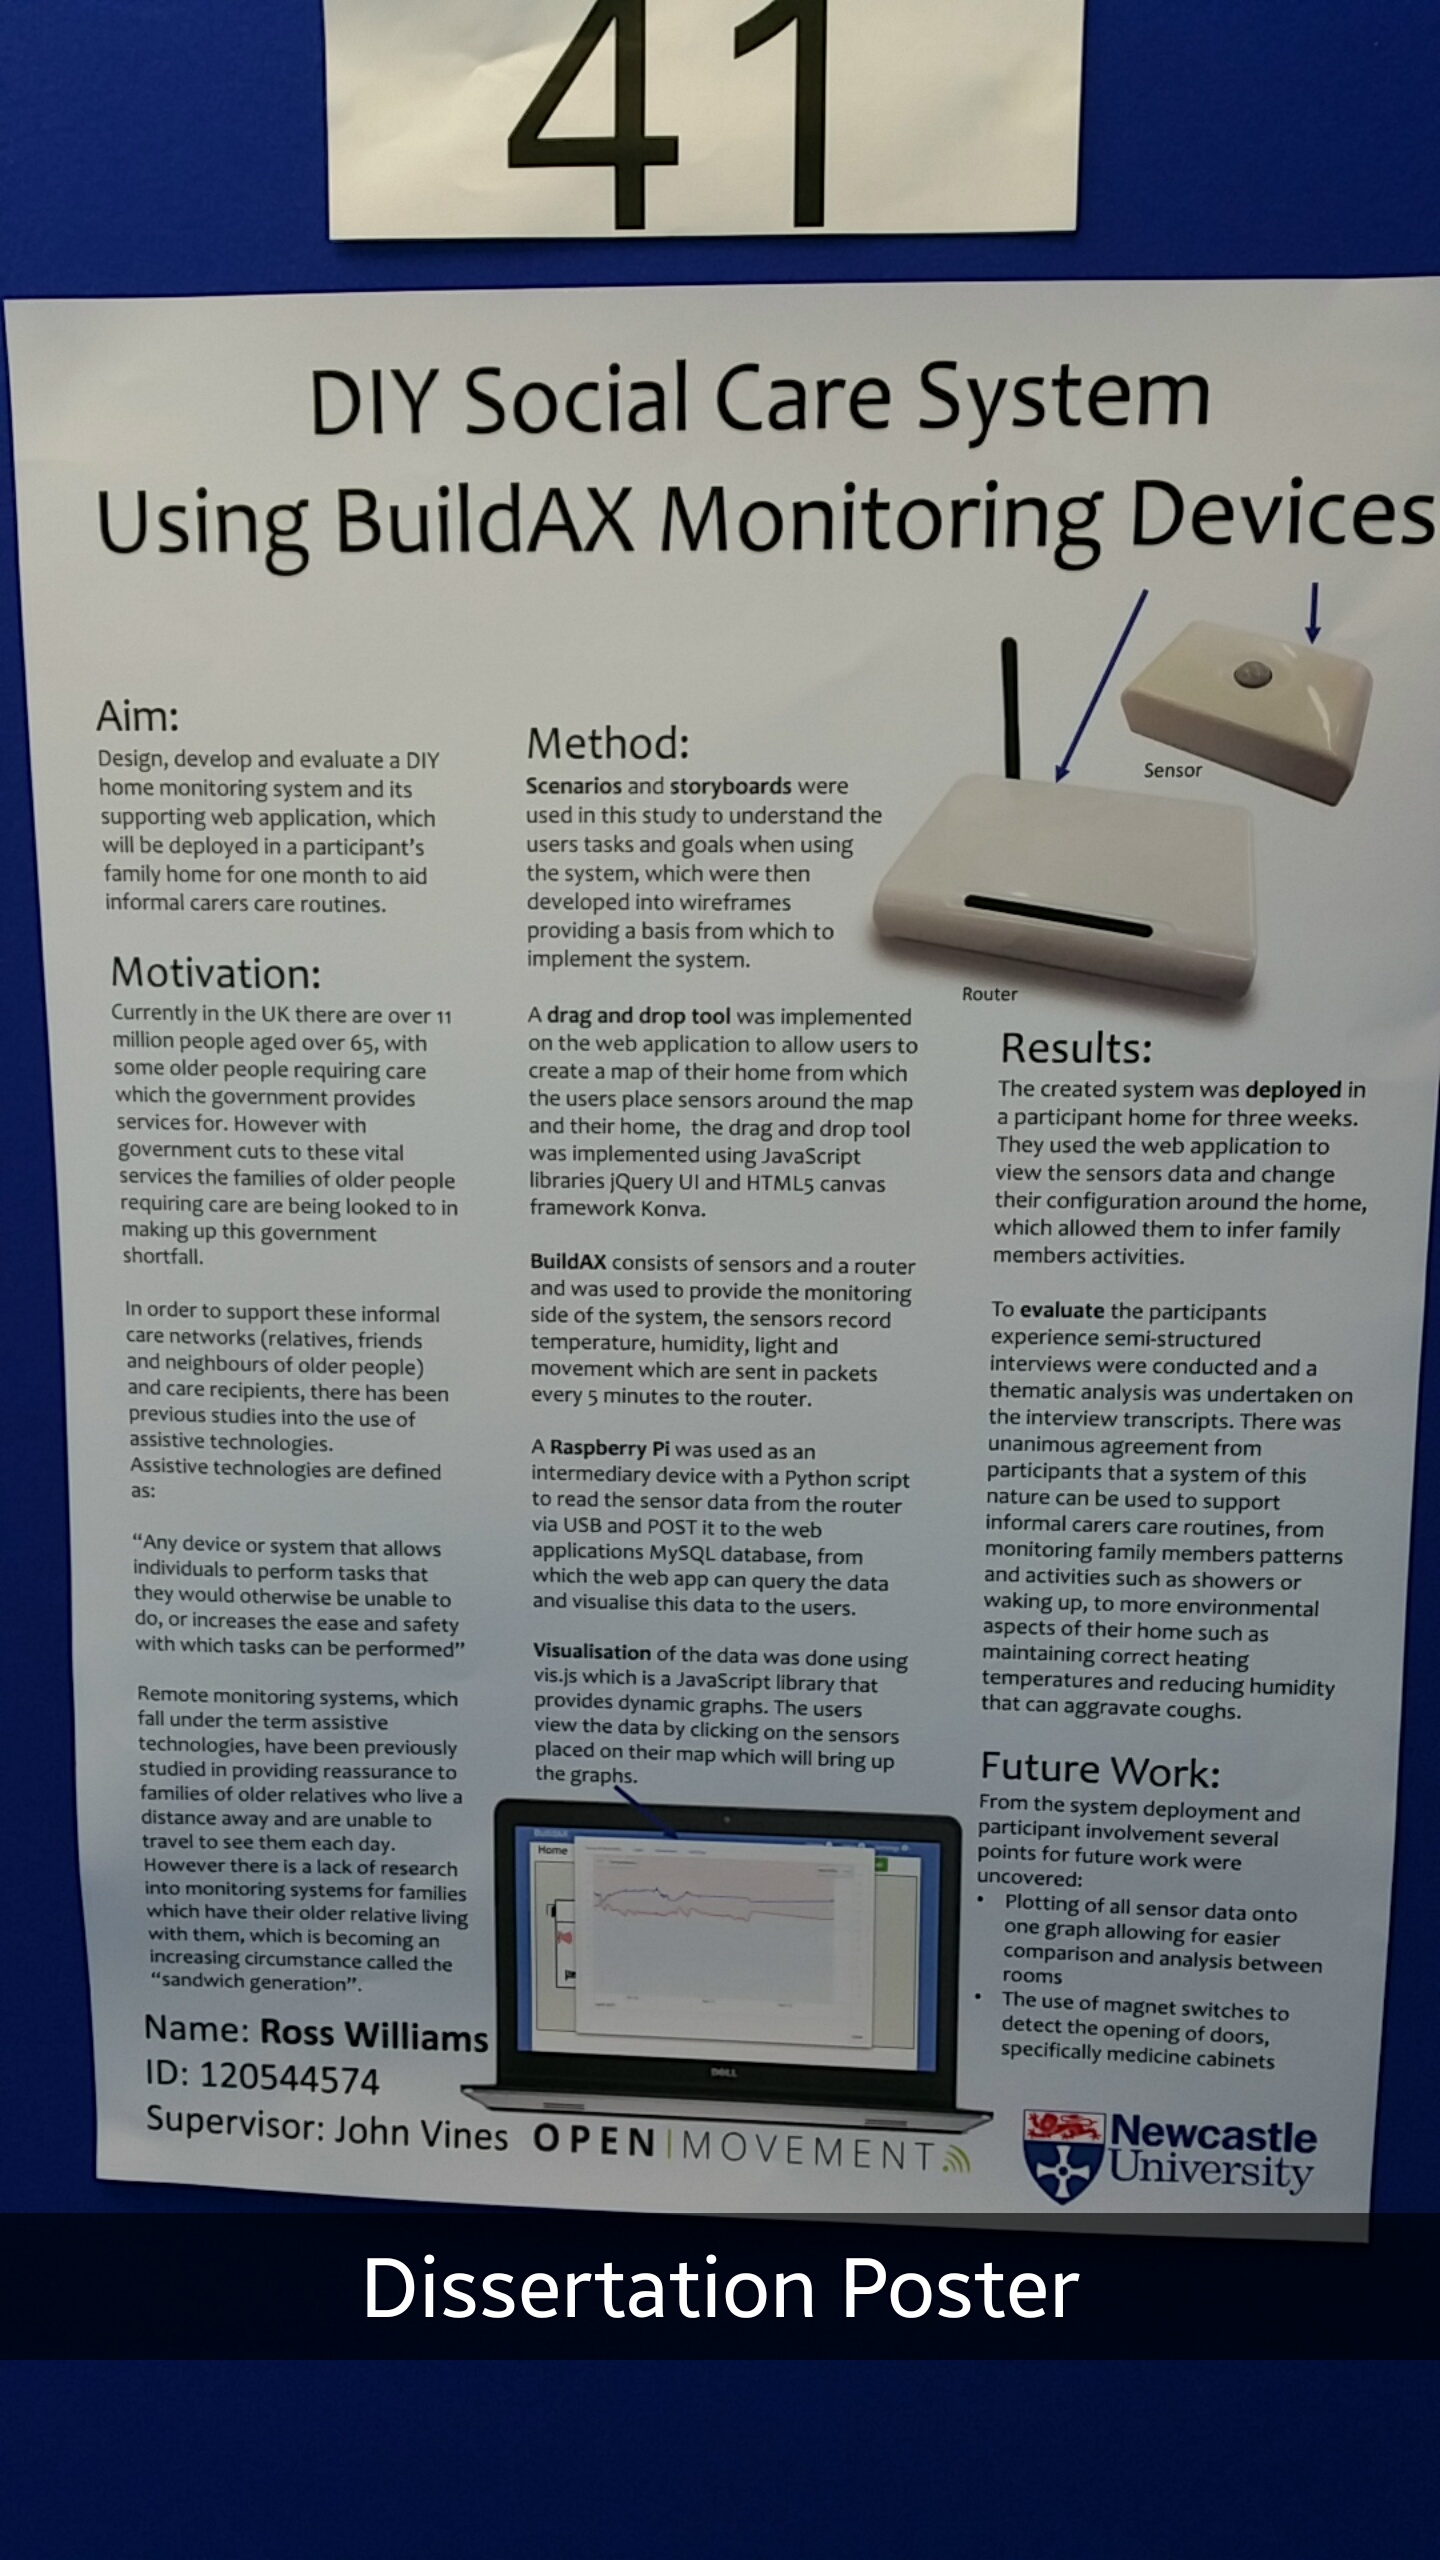 41
DIY Social Care System
Using BuildAX Monitoring Devices
Aim:
Design, develop and evaluate a DIY
home monitoring system and its
supporting web application, which
will be deployed in a participant's
family home for one month to aid
informal carers care routines.
Motivation:
Currently in the UK there are over 11
million people aged over 65, with
some older people requiring care
which the government provides
services for. However with
government cuts to these vital
services the families of older people
requiring care are being looked to in
making up this government
shortfall.
In order to support these informal
care networks (relatives, friends
and neighbours of older people)
and care recipients, there has been
previous studies into the use of
assistive technologies.
Assistive technologies are defined
as:
“Any device or system that allows
individuals to perform tasks that
they would otherwise be unable to
do, or increases the ease and safety
with which tasks can be performed”
Remote monitoring systems, which
fall under the term assistive
technologies, have been previously
studied in providing reassurance to
families of older relatives who live a
distance away and are unable to
travel to see them each day.
However there is a lack of research
into monitoring systems for families
which have their older relative living
with them, which is becoming an
increasing circumstance called the
“sandwich generation”.
Name: Ross Williams
ID: 120544574
Supervisor: John Vines
Method:
Scenarios and storyboards were
used in this study to understand the
users tasks and goals when using
the system, which were then
developed into wireframes
providing a basis from which to
implement the system.
A drag and drop tool was implemented
on the web application to allow users to
create a map of their home from which
the users place sensors around the map
and their home, the drag and drop tool
was implemented using JavaScript
libraries jQuery UI and HTML5 canvas
framework Konva.
BuildAX consists of sensors and a router
and was used to provide the monitoring
side of the system, the sensors record
temperature, humidity, light and
movement which are sent in packets
every 5 minutes to the router.
A Raspberry Pi was used as an
intermediary device with a Python script
to read the sensor data from the router
via USB and POST it to the web
applications MySQL database, from
which the web app can query the data
and visualise this data to the users.
Visualisation of the data was done using
vis.js which is a JavaScript library that
provides dynamic graphs. The users
view the data by clicking on the sensors
placed on their map which will bring up
the graphs.
Home
DELL
OPEN|MOVEMENT
Sensor
Router
Results:
The created system was deployed in
a participant home for three weeks.
They used the web application to
view the sensors data and change
their configuration around the home,
which allowed them to infer family
members activities.
To evaluate the participants
experience semi-structured
interviews were conducted and a
thematic analysis was undertaken on
the interview transcripts. There was
unanimous agreement from
participants that a system of this
nature can be used to support
informal carers care routines, from
monitoring family members patterns
and activities such as showers or
waking up, to more environmental
aspects of their home such as
maintaining correct heating
temperatures and reducing humidity
that can aggravate coughs.
Future Work:
From the system deployment and
participant involvement several
points for future work were
uncovered:
• Plotting of all sensor data onto
one graph allowing for easier
comparison and analysis between
rooms
• The use of magnet switches to
detect the opening of doors,
specifically medicine cabinets
Newcastle
University
Dissertation Poster